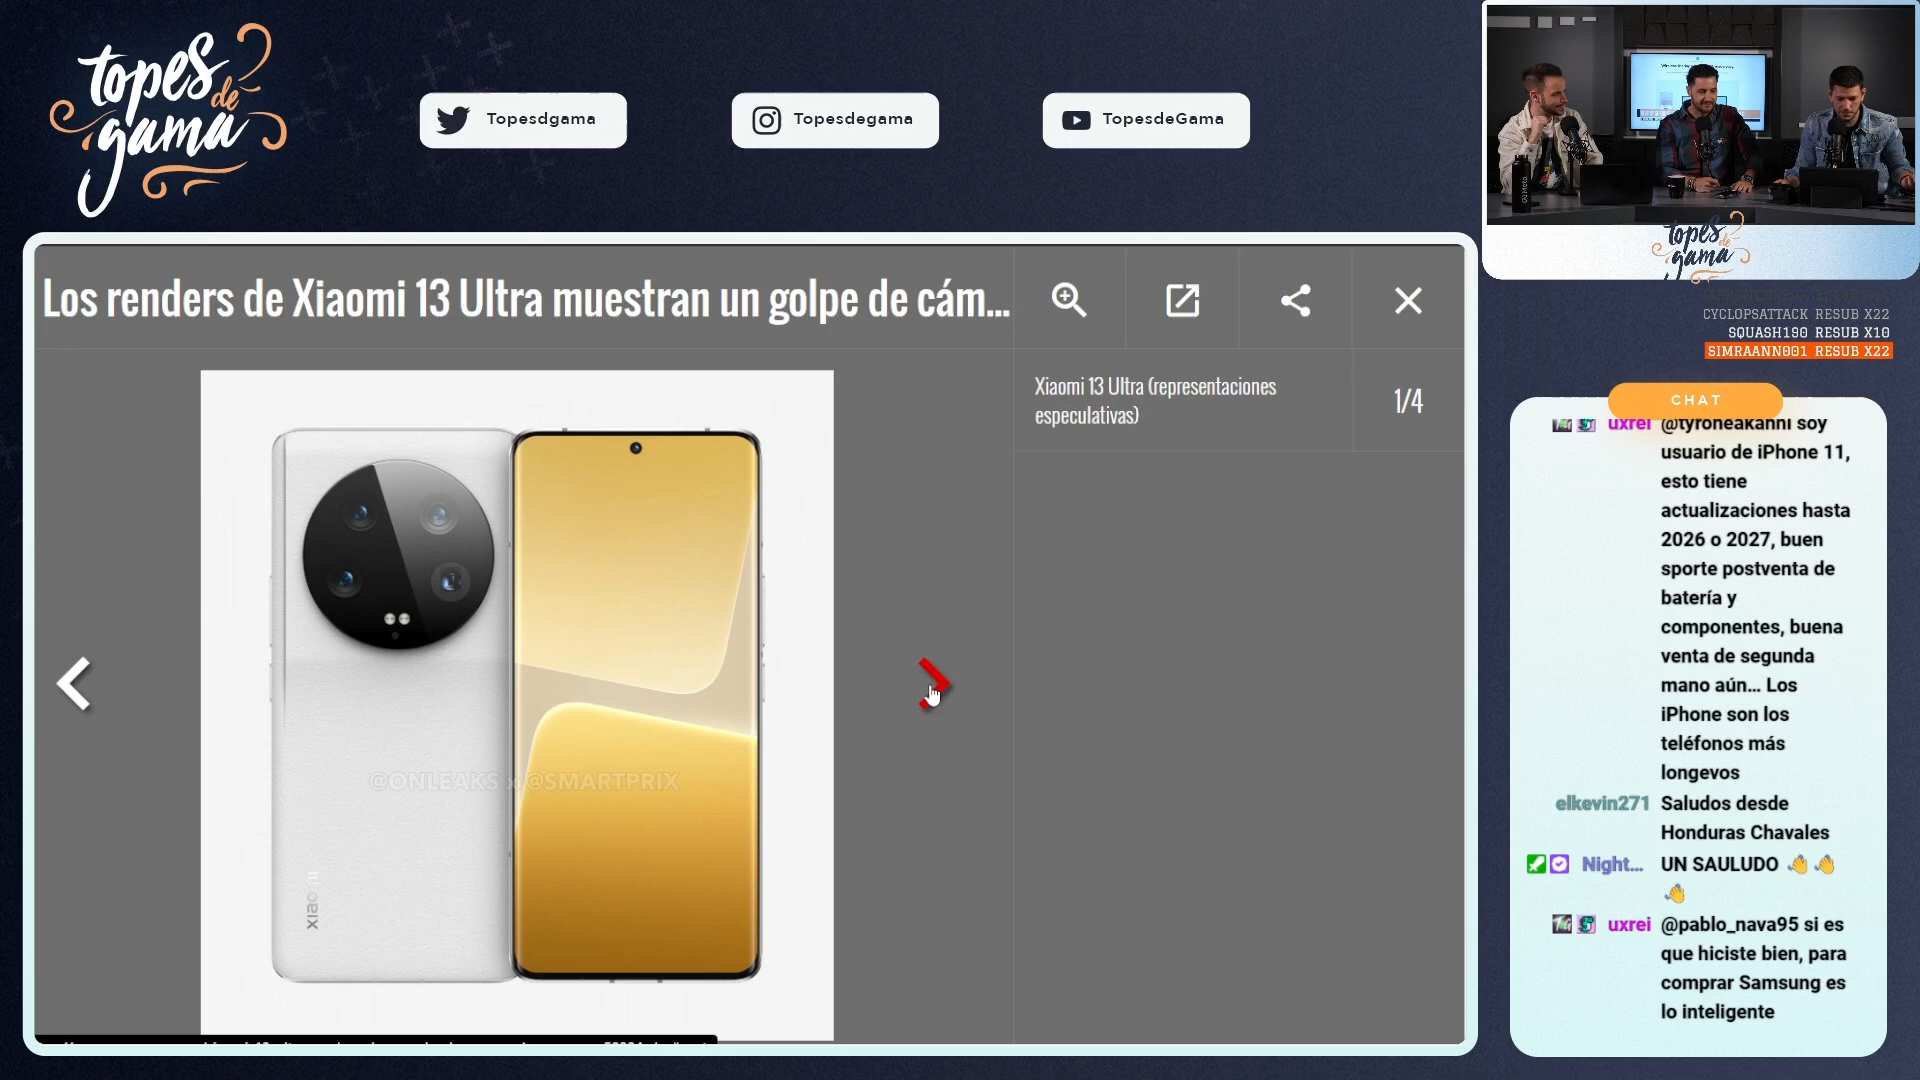 topes
de
gama
Topesdgama
Topesdegama
TopesdeGama
topes
de
gama
Los renders de Xiaomi 13 Ultra muestran un golpe de cám...
Xiaomi 13 Ultra (representaciones
especulativas)
1/4
@ONLEAKS x @SMARTPRIX
xiaomi
CYCLOPSATTACK RESUB X22
SQUASH190 RESUB X10
SIMRAANN001 RESUB X22
CHAT
uxrei @tyroneakanni soy
usuario de iPhone 11,
esto tiene
actualizaciones hasta
2026 o 2027, buen
sporte postventa de
batería y
componentes, buena
venta de segunda
mano aún... Los
iPhone son los
teléfonos más
longevos
elkevin271 Saludos desde
Honduras Chavales
Night... UN SAULUDO
uxrei @pablo_nava95 si es
que hiciste bien, para
comprar Samsung es
lo inteligente